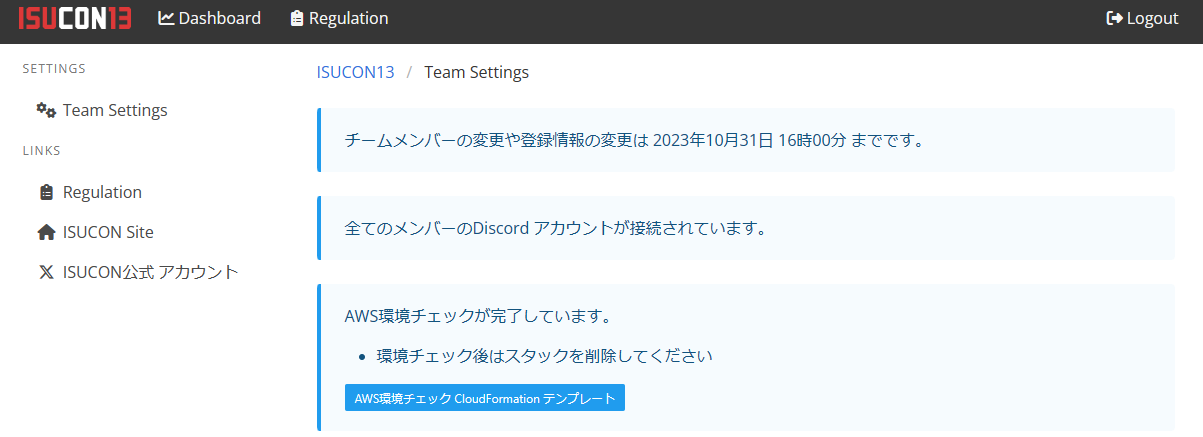 ISUCON13 Dashboard Regulation Logout
SETTINGS
Team Settings
LINKS
Regulation
ISUCON Site
ISUCON公式 アカウント
ISUCON13 / Team Settings
チームメンバーの変更や登録情報の変更は 2023年10月31日 16時00分 までです。
全てのメンバーのDiscord アカウントが接続されています。
AWS環境チェックが完了しています。
• 環境チェック後はスタックを削除してください
AWS環境チェック CloudFormation テンプレート